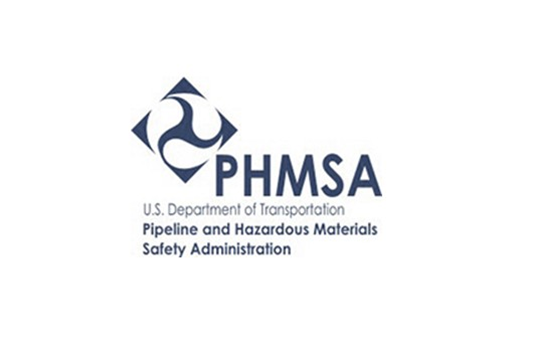 PHMSA
U.S. Department of Transportation
Pipeline and Hazardous Materials
Safety Administration